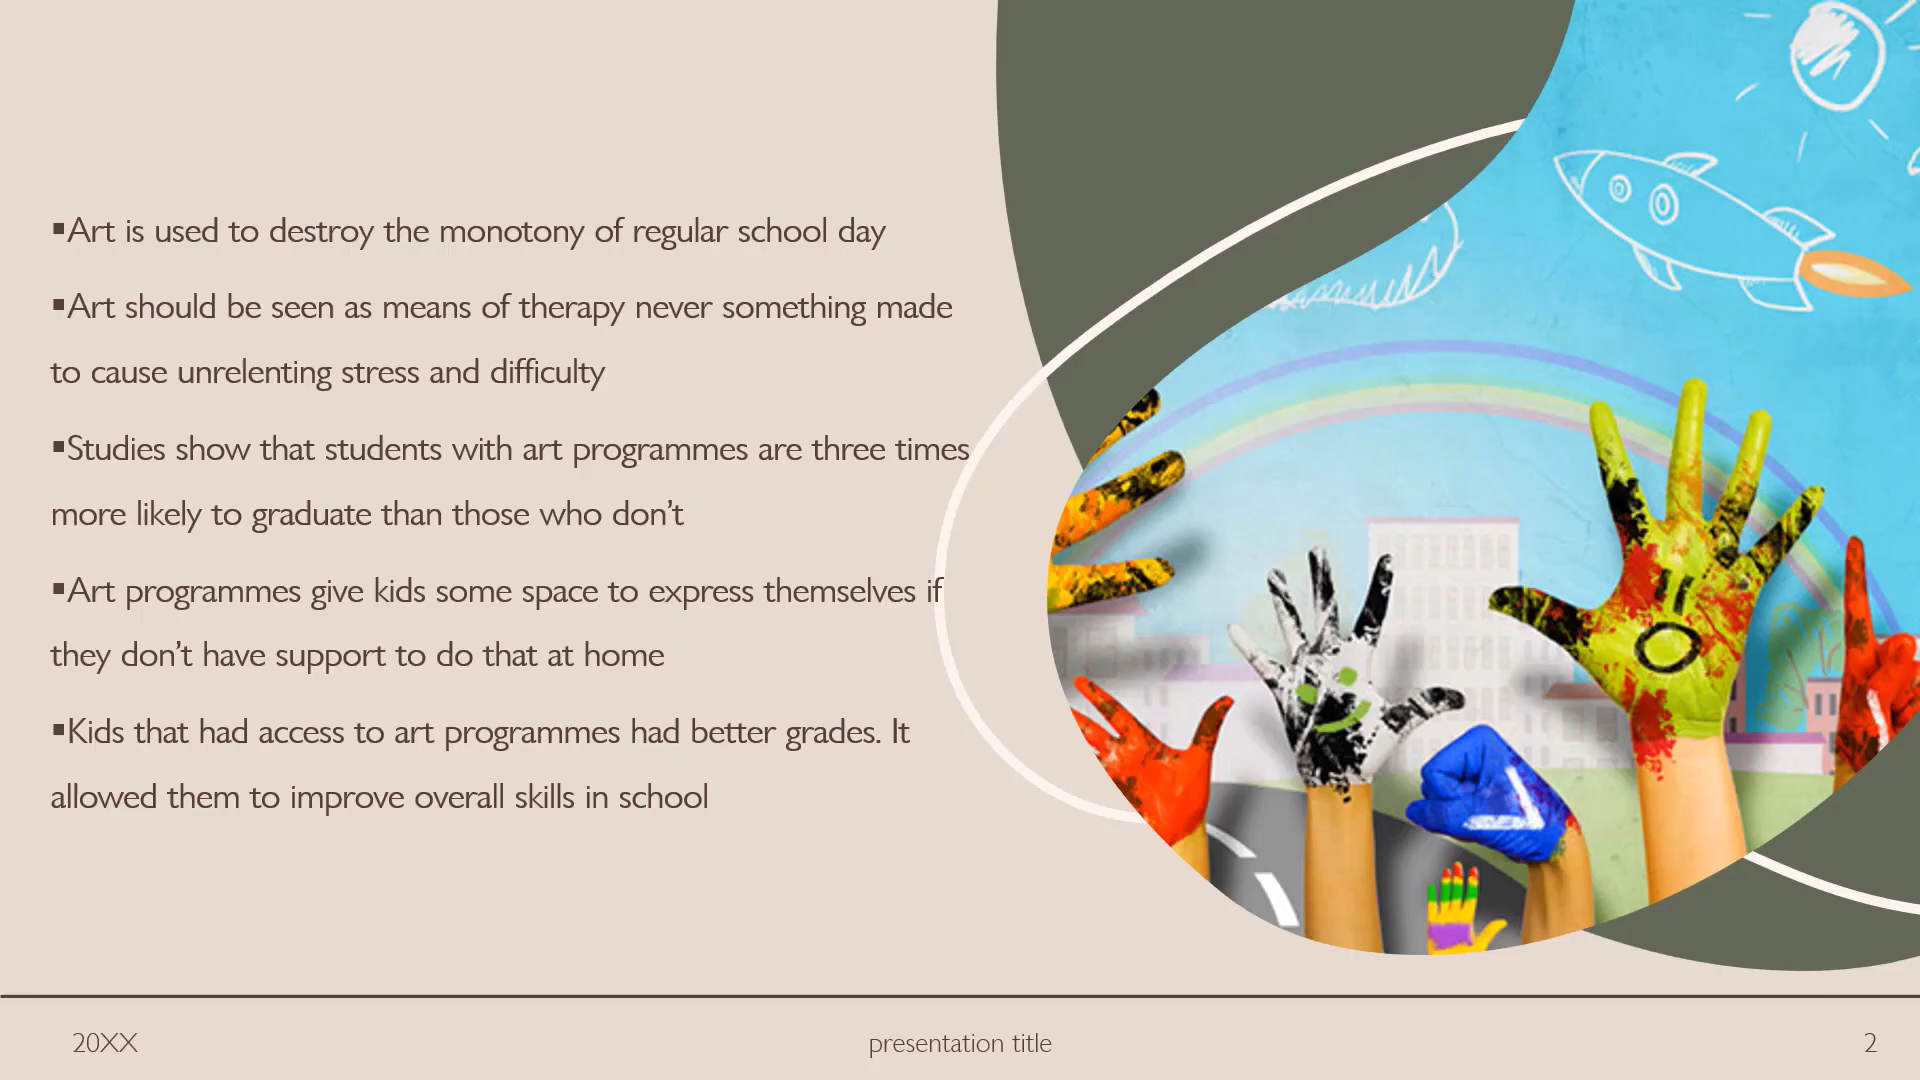 ▪Art is used to destroy the monotony of regular school day
▪Art should be seen as means of therapy never something made
to cause unrelenting stress and difficulty
▪Studies show that students with art programmes are three times
more likely to graduate than those who don’t
▪Art programmes give kids some space to express themselves if
they don’t have support to do that at home
▪Kids that had access to art programmes had better grades. It
allowed them to improve overall skills in school
20XX
presentation title
2